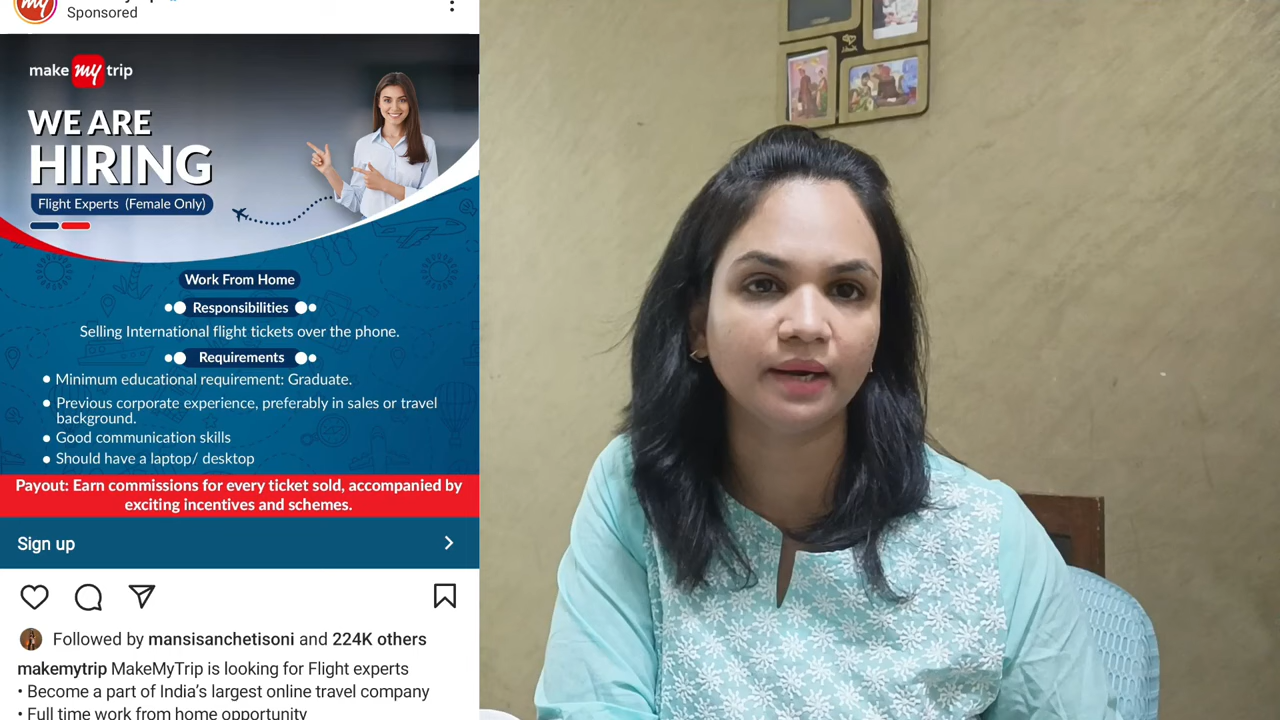 my
Sponsored
make my trip
WE ARE
HIRING
Flight Experts (Female Only)
Work From Home
Responsibilities
Selling International flight tickets over the phone.
Requirements
• Minimum educational requirement: Graduate.
• Previous corporate experience, preferably in sales or travel
background.
• Good communication skills
• Should have a laptop/ desktop
Payout: Earn commissions for every ticket sold, accompanied by
exciting incentives and schemes.
Sign up
Followed by mansisanchetisoni and 224K others
makemytrip MakeMyTrip is looking for Flight experts
• Become a part of India's largest online travel company
• Full time work from home opportunity